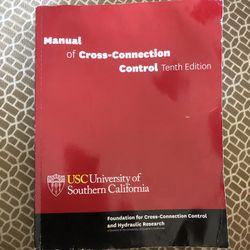 Manual
of Cross-Connection
Control Tenth Edition
USC University of
Southern California
Foundation for Cross-Connection Control
and Hydraulic Research